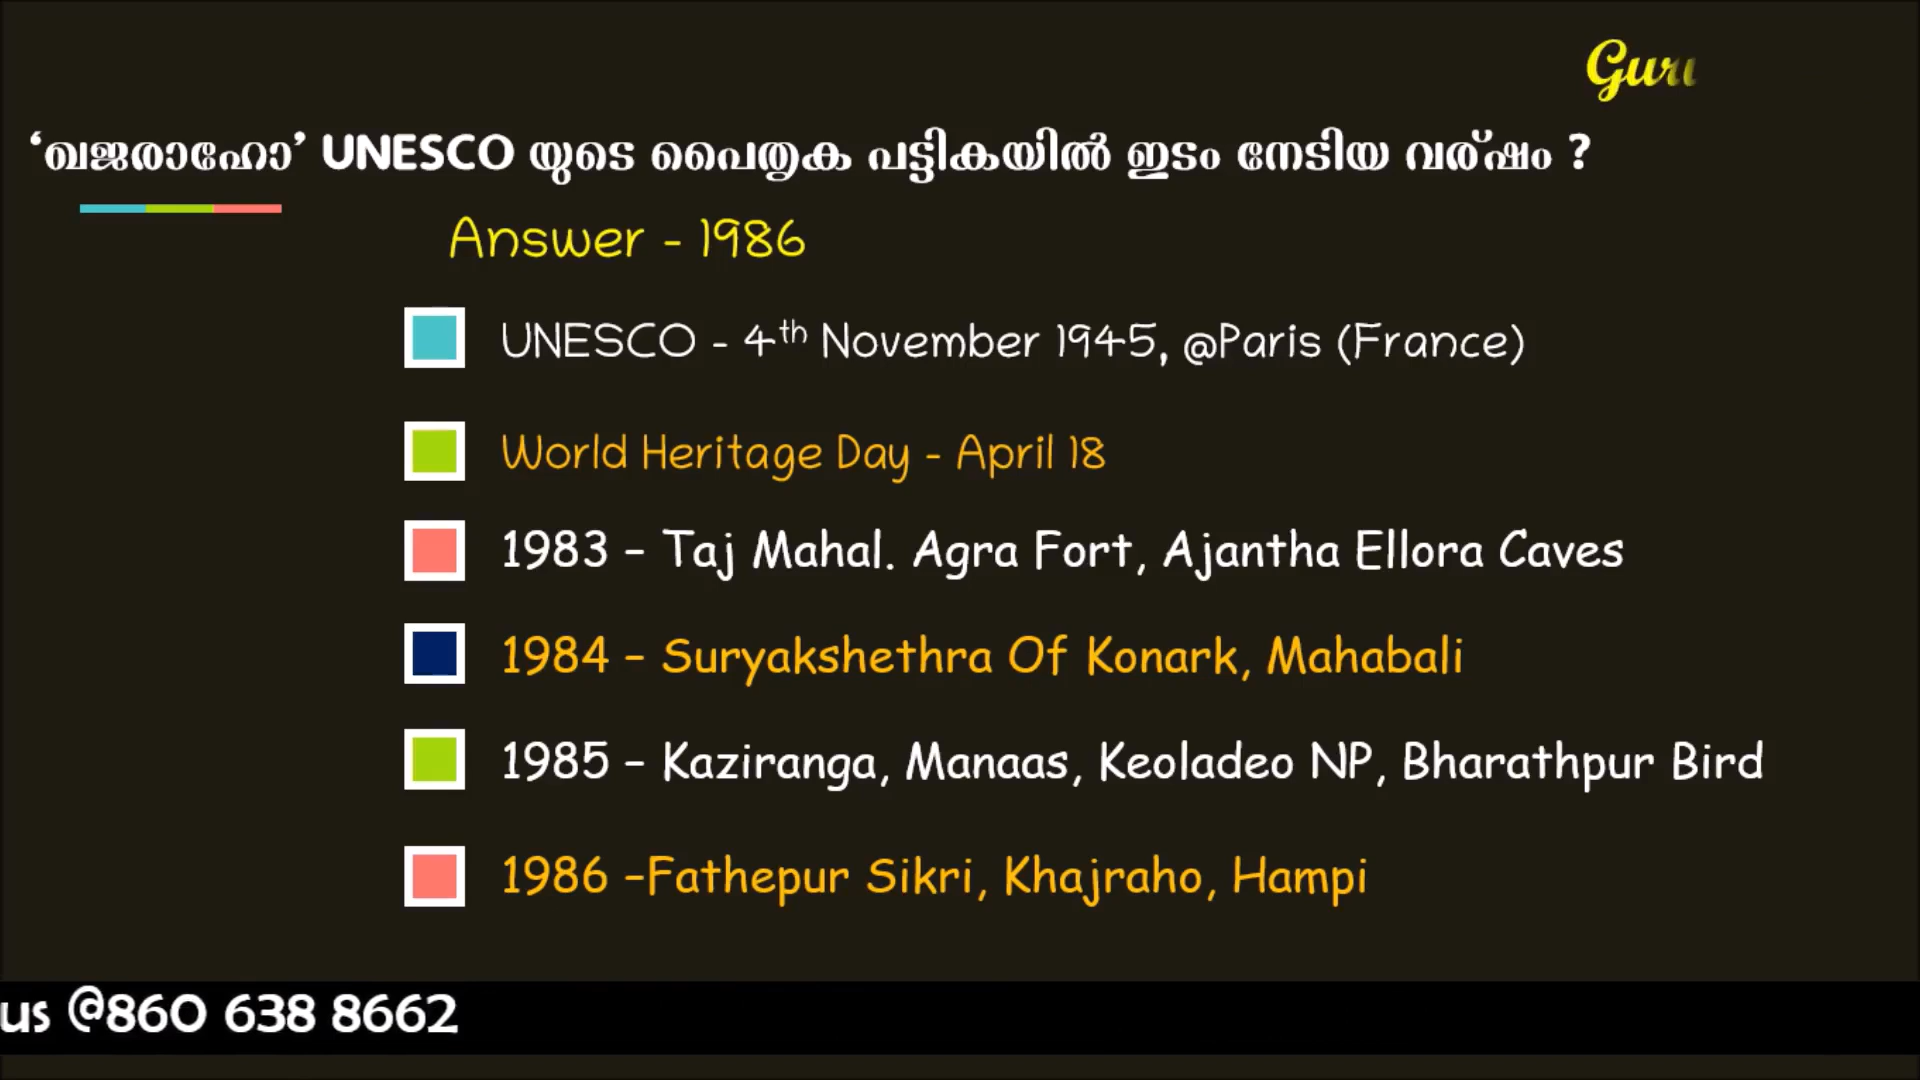 Guru
‘ഖജരാഹോ’ UNESCO യുടെ പൈതൃക പട്ടികയിൽ ഇടം നേടിയ വര്ഷം ?
Answer - 1986
UNESCO - 4th November 1945, @Paris (France)
World Heritage Day - April 18
1983 – Taj Mahal. Agra Fort, Ajantha Ellora Caves
1984 – Suryakshethra Of Konark, Mahabali
1985 – Kaziranga, Manaas, Keoladeo NP, Bharathpur Bird
1986 –Fathepur Sikri, Khajraho, Hampi
us @860 638 8662